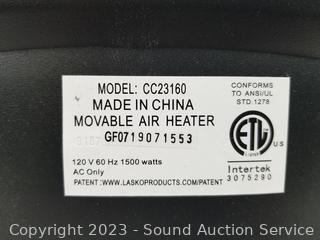 MODEL: CC23160
MADE IN CHINA
MOVABLE AIR HEATER
GF0719071553
120 V 60 Hz 1500 watts
AC Only
PATENT: WWW.LASKOPRODUCTS.COM/PATENT
CONFORMS
TO ANSI/UL
STD.1278
ETL
Intertek
3075290
Copyright © 2023 - Sound Auction Service